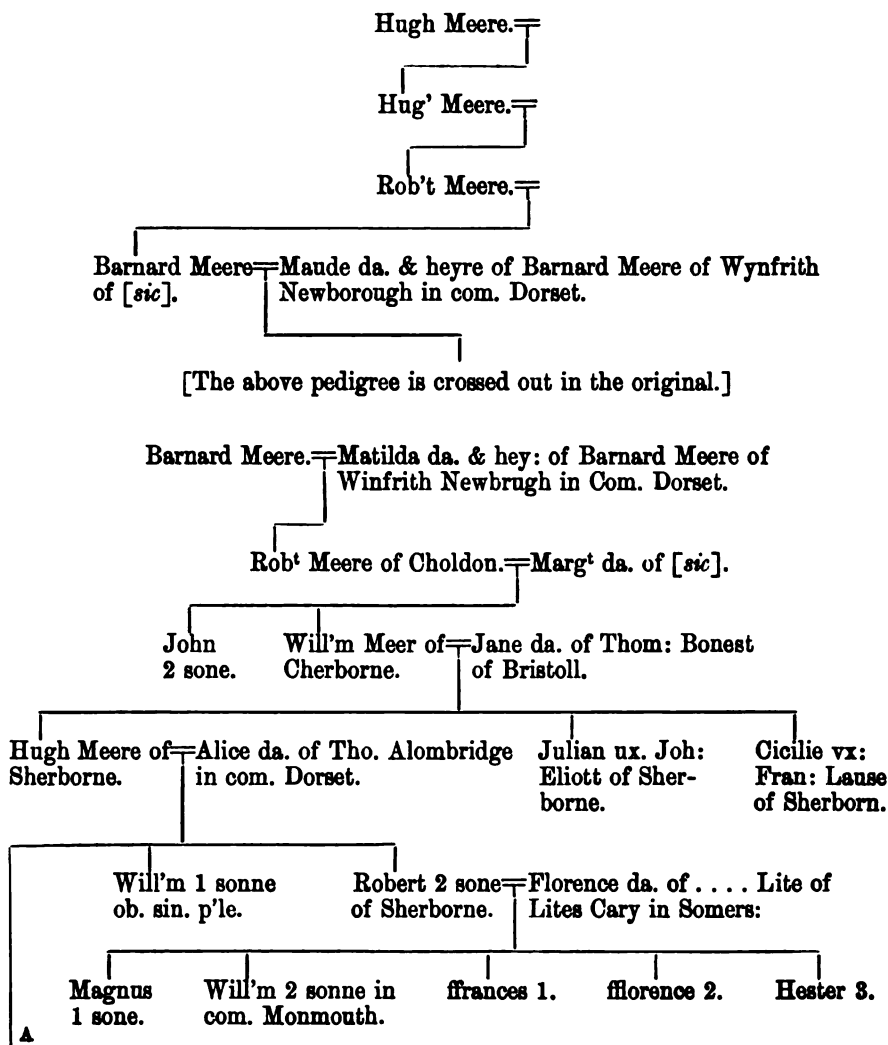 Hugh Meere.
Hug' Meere.
Rob't Meere.
Barnard Meere
of [sic].
Maude da. & heyre of Barnard Meere of Wynfrith
Newborough in com. Dorset.
[The above pedigree is crossed out in the original.]
Barnard Meere.
Matilda da. & hey: of Barnard Meere of
Winfrith Newbrugh in Com. Dorset.
Robᵗ Meere of Choldon.
Margᵗ da. of [sic].
John
2 sone.
Will'm Meer of
Cherborne.
Jane da. of Thom: Bonest
of Bristoll.
Hugh Meere of
Sherborne.
Alice da. of Tho. Alombridge
in com. Dorset.
Julian ux. Joh:
Eliott of Sher-
borne.
Cicilie vx:
Fran: Lause
of Sherborn.
Will'm 1 sonne
ob. sin. p'le.
Robert 2 sone
of Sherborne.
Florence da. of .... Lite of
Lites Cary in Somers:
Magnus
1 sone.
Will'm 2 sonne in
com. Monmouth.
ffrances 1.
fflorence 2.
Hester 3.
A